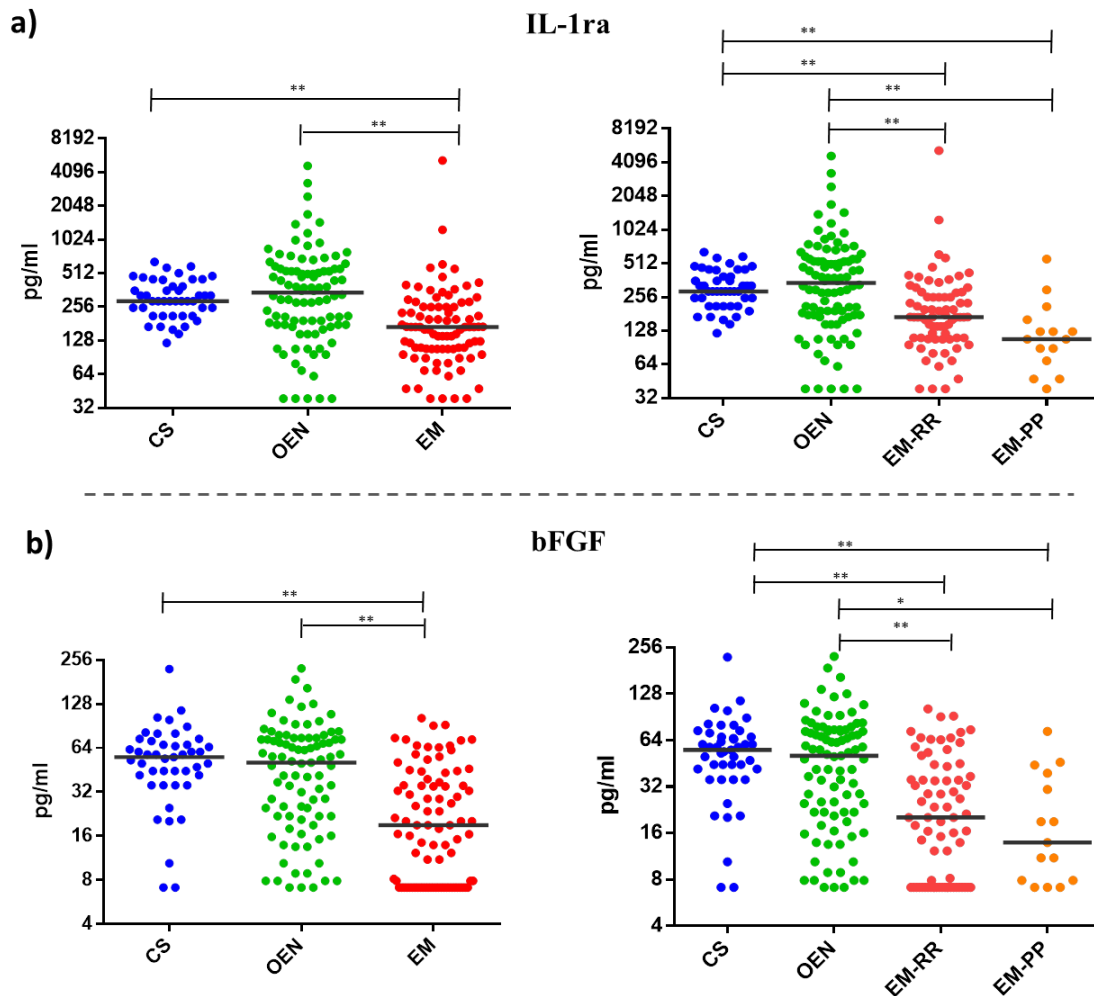 a)
IL-1ra
**
**
pg/ml
8192
4096
2048
1024
512
256
128
64
32
CS
OEN
EM
**
**
**
**
pg/ml
8192
4096
2048
1024
512
256
128
64
32
CS
OEN
EM-RR
EM-PP
b)
bFGF
**
**
pg/ml
256
128
64
32
16
8
4
CS
OEN
EM
**
**
*
**
pg/ml
256
128
64
32
16
8
4
CS
OEN
EM-RR
EM-PP